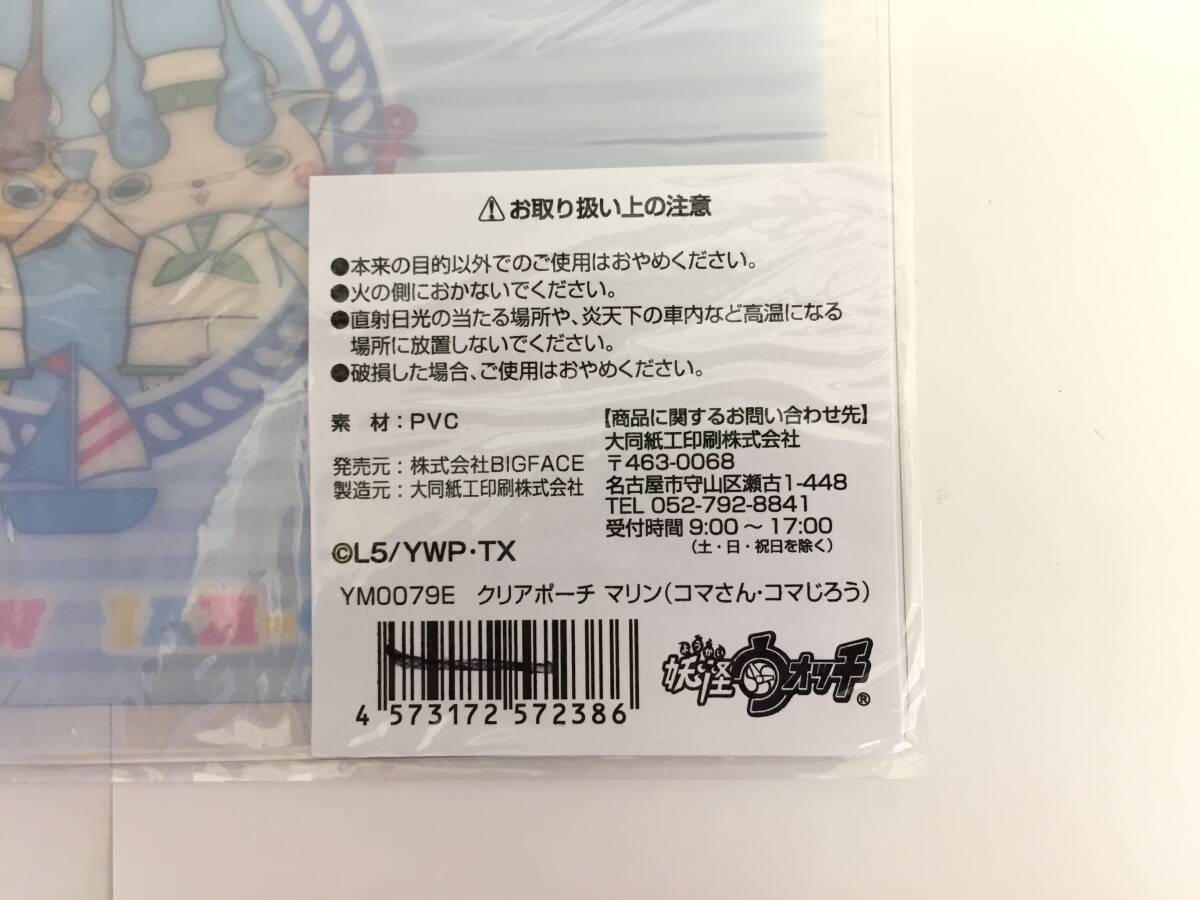 ⚠お取り扱い上の注意
●本来の目的以外でのご使用はおやめください。
●火の側におかないでください。
●直射日光の当たる場所や、炎天下の車内など高温になる
場所に放置しないでください。
●破損した場合、ご使用はおやめください。
素 材：PVC
発売元：株式会社BIGFACE
製造元：大同紙工印刷株式会社
【商品に関するお問い合わせ先】
大同紙工印刷株式会社
〒463-0068
名古屋市守山区瀬古1-448
TEL 052-792-8841
受付時間 9:00 〜 17:00
（土・日・祝日を除く）
©L5/YWP・TX
YM0079E クリアポーチ マリン（コマさん・コマじろう）
4 573172 572386
ようかい
妖怪ウォッチ®
-KAI W